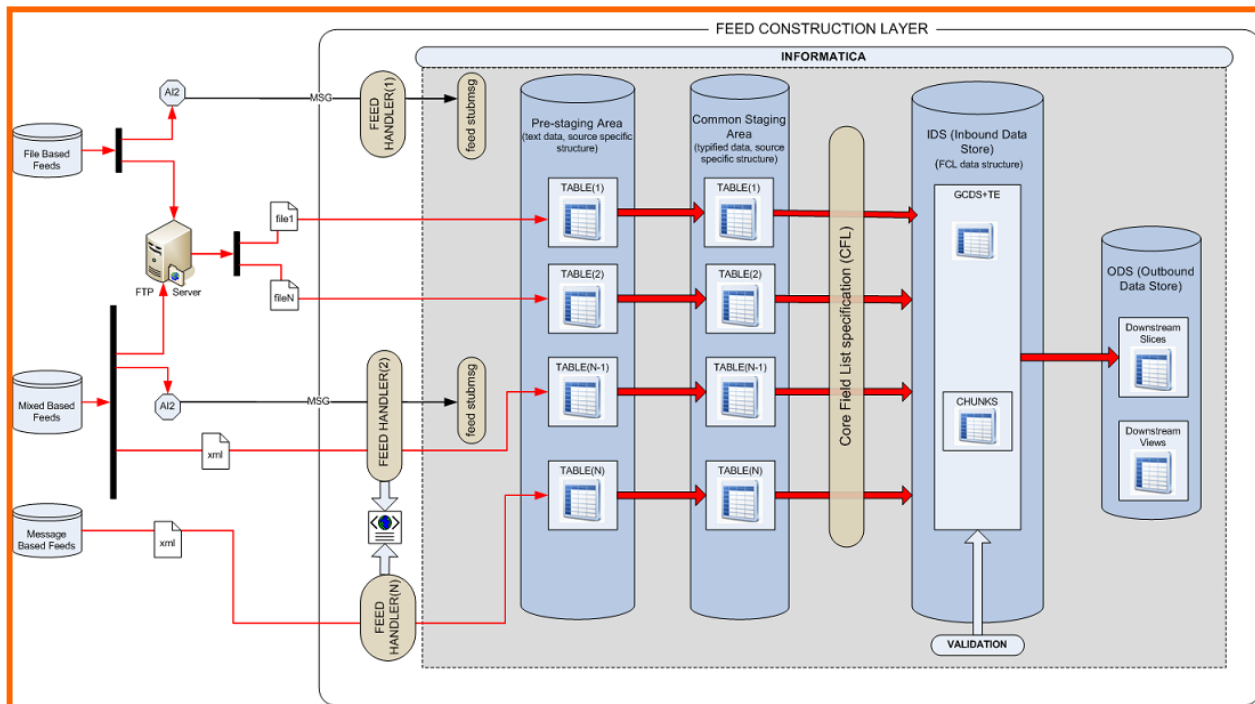 FEED CONSTRUCTION LAYER
INFORMATICA
AI2
MSG
FEED
HANDLER(1)
feed stubmsg
File Based
Feeds
FTP Server
file1
fileN
Mixed Based
Feeds
AI2
MSG
FEED HANDLER(2)
feed stubmsg
xml
Message
Based Feeds
xml
FEED
HANDLER(N)
Pre-staging Area
(text data, source specific
structure)
TABLE(1)
TABLE(2)
TABLE(N-1)
TABLE(N)
Common Staging
Area
(typified data, source
specific structure)
TABLE(1)
TABLE(2)
TABLE(N-1)
TABLE(N)
Core Field List specification (CFL)
IDS (Inbound Data
Store)
(FCL data structure)
GCDS+TE
CHUNKS
VALIDATION
ODS (Outbound
Data Store)
Downstream
Slices
Downstream
Views